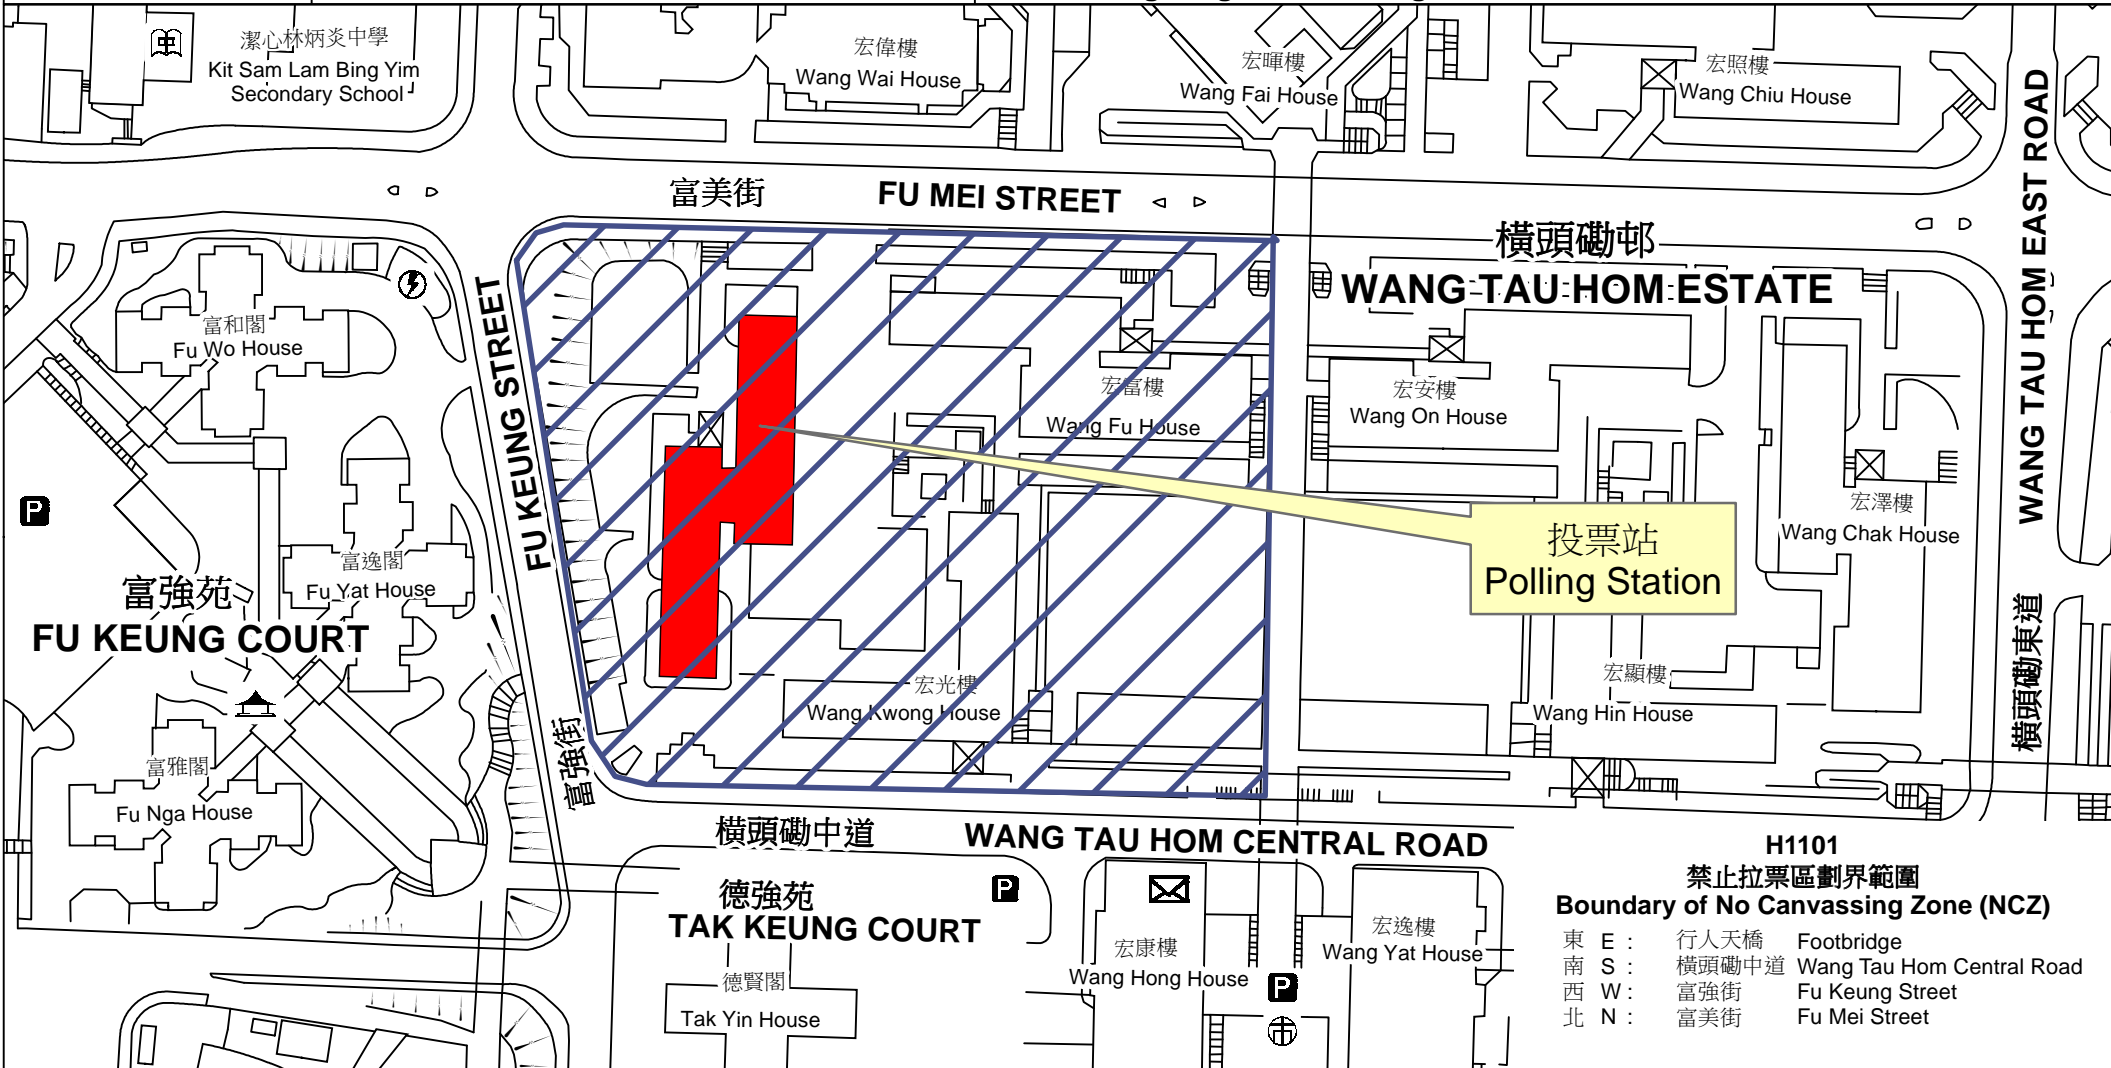 潔心林炳炎中學
Kit Sam Lam Bing Yim
Secondary School
宏偉樓
Wang Wai House
宏暉樓
Wang Fai House
宏照樓
Wang Chiu House
富美街
FU MEI STREET
橫頭磡邨
WANG TAU HOM ESTATE
WANG TAU HOM EAST ROAD
橫頭磡東道
富和閣
Fu Wo House
FU KEUNG STREET
富強街
宏富樓
Wang Fu House
宏安樓
Wang On House
宏澤樓
Wang Chak House
投票站
Polling Station
P
富逸閣
Fu Yat House
富強苑
FU KEUNG COURT
宏光樓
Wang Kwong House
宏顯樓
Wang Hin House
富雅閣
Fu Nga House
橫頭磡中道
WANG TAU HOM CENTRAL ROAD
德強苑
TAK KEUNG COURT
P
德賢閣
Tak Yin House
宏康樓
Wang Hong House
宏逸樓
Wang Yat House
P
H1101
禁止拉票區劃界範圍
Boundary of No Canvassing Zone (NCZ)
東 E : 行人天橋 Footbridge
南 S : 橫頭磡中道 Wang Tau Hom Central Road
西 W : 富強街 Fu Keung Street
北 N : 富美街 Fu Mei Street